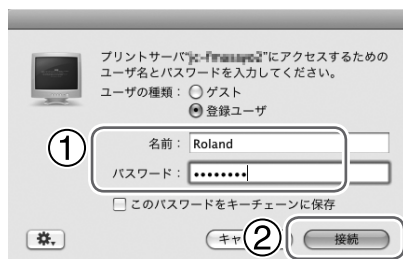 プリントサーバ"jc-fmasayo2"にアクセスするための
ユーザ名とパスワードを入力してください。
ユーザの種類：ゲスト
登録ユーザ
①
名前：Roland
パスワード：••••••••
このパスワードをキーチェーンに保存
キャ
②
接続